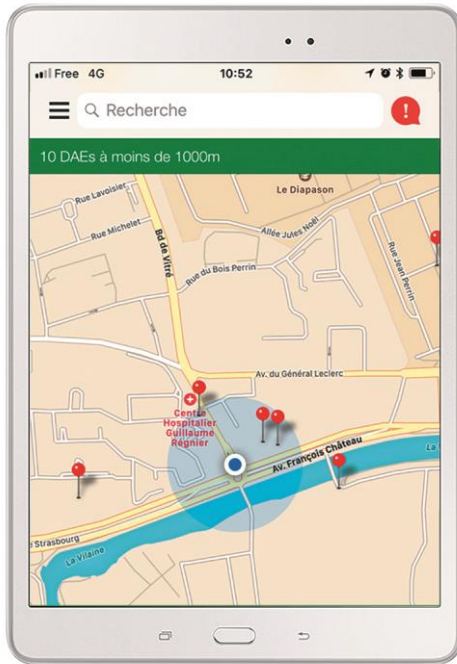 Free 4G 10:52
Recherche
10 DAEs à moins de 1000m
Le Diapason
Rue Lavoisier
Allée Jules Noël
Rue Michelet
Bd de Vitré
Rue Jean Perrin
Rue du Bois Perrin
Av. du Général Leclerc
Centre
Hospitalier
Guillaume
Régnier
Av. François Château
La
e Strasbourg
La Vilaine